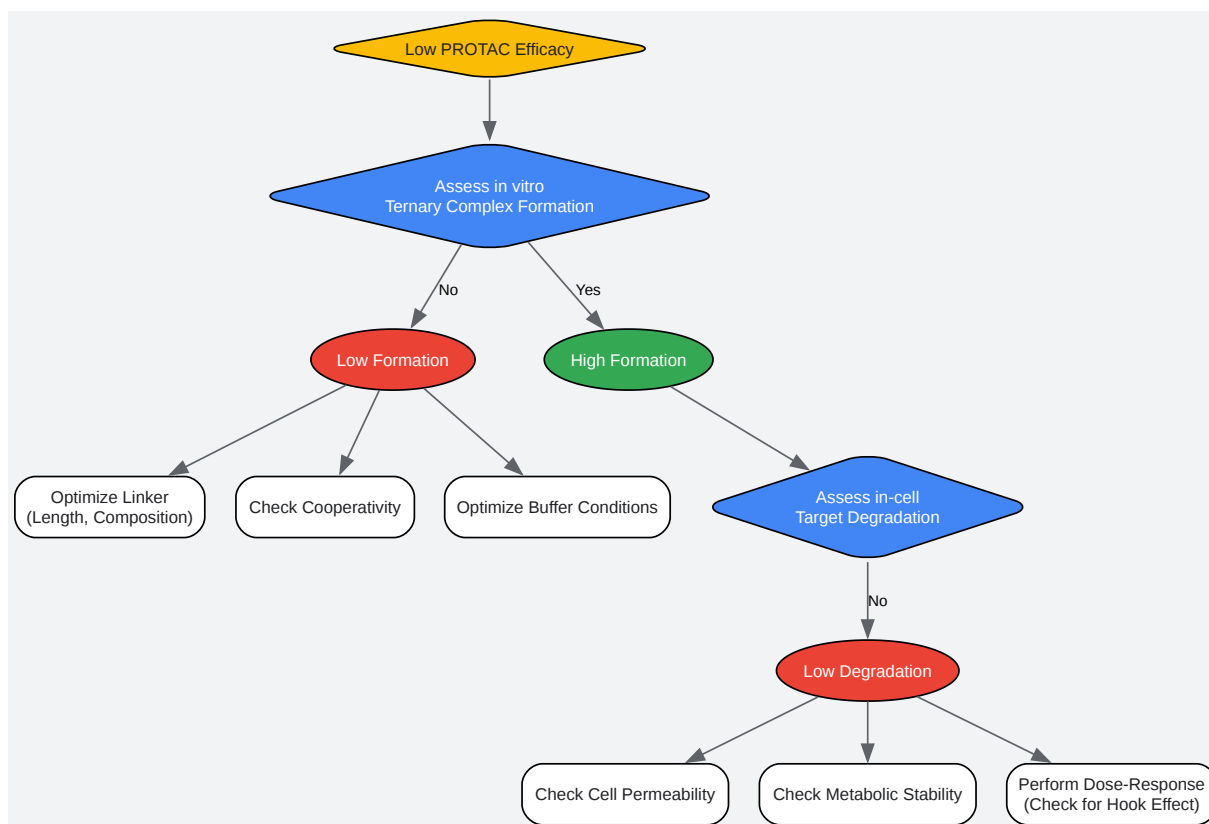 Low PROTAC Efficacy
Assess in vitro
Ternary Complex Formation
No
Yes
Low Formation
High Formation
Optimize Linker
(Length, Composition)
Check Cooperativity
Optimize Buffer Conditions
Assess in-cell
Target Degradation
No
Low Degradation
Check Cell Permeability
Check Metabolic Stability
Perform Dose-Response
(Check for Hook Effect)